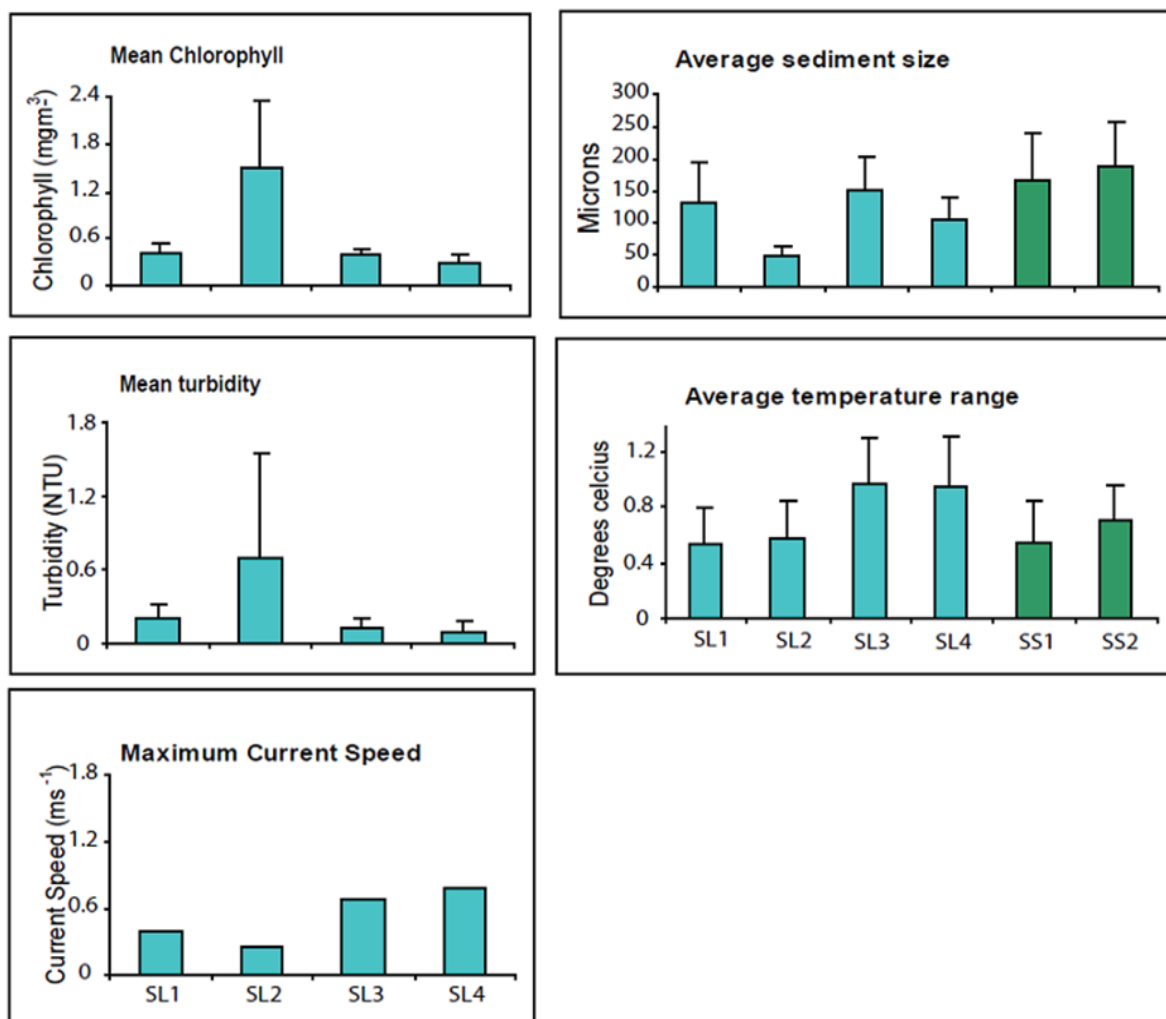 Mean Chlorophyll
Chlorophyll (mgm³)
2.4
1.8
1.2
0.6
0
Average sediment size
Microns
300
250
200
150
100
50
0
Mean turbidity
Turbidity (NTU)
1.8
1.2
0.6
0
Average temperature range
Degrees celcius
1.2
0.8
0.4
0
SL1 SL2 SL3 SL4 SS1 SS2
Maximum Current Speed
Current Speed (ms⁻¹)
1.8
1.2
0.6
0
SL1 SL2 SL3 SL4